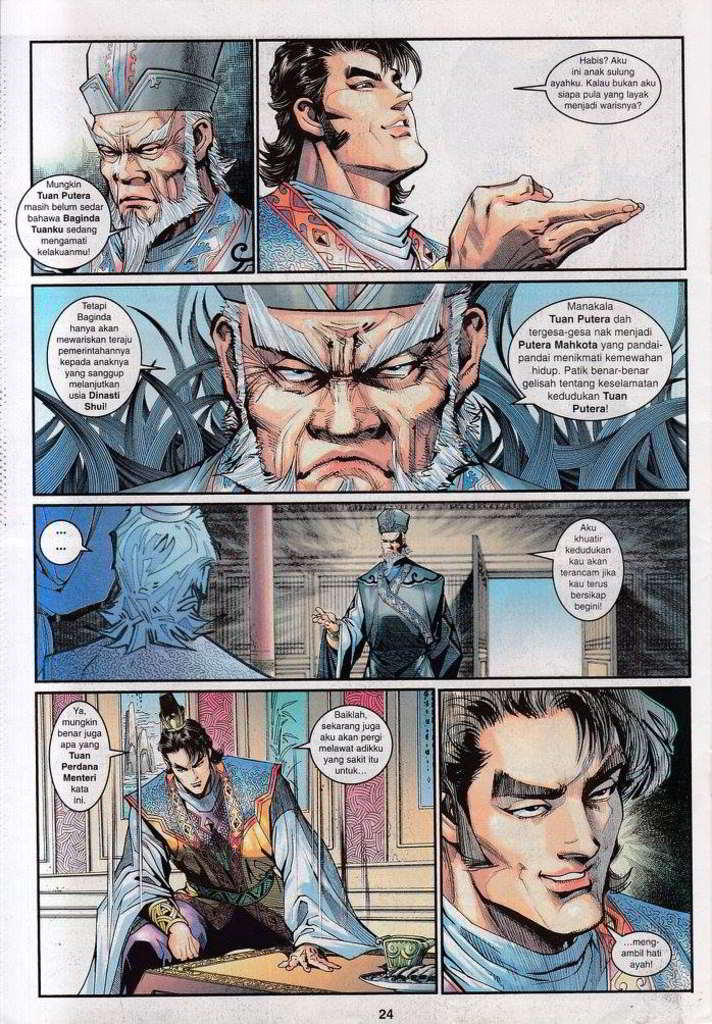 Mungkin
Tuan Putera
masih belum sedar
bahawa Baginda
Tuanku sedang
mengamati
kelakuanmu!
Habis? Aku
ini anak sulung
ayahku. Kalau bukan aku
siapa pula yang layak
menjadi warisnya?
Tetapi
Baginda
hanya akan
mewariskan teraju
pemerintahannya
kepada anaknya
yang sanggup
melanjutkan
usia Dinasti
Shui!
Manakala
Tuan Putera dah
tergesa-gesa nak menjadi
Putera Mahkota yang pandai-
pandai menikmati kemewahan
hidup. Patik benar-benar
gelisah tentang keselamatan
kedudukan Tuan
Putera!
...
...
Aku
khuatir
kedudukan
kau akan
terancam jika
kau terus
bersikap
begini!
Ya,
mungkin
benar juga
apa yang
Tuan
Perdana
Menteri
kata
ini.
Baiklah,
sekarang juga
aku akan pergi
melawat adikku
yang sakit itu
untuk...
...meng-
ambil hati
ayah!
24